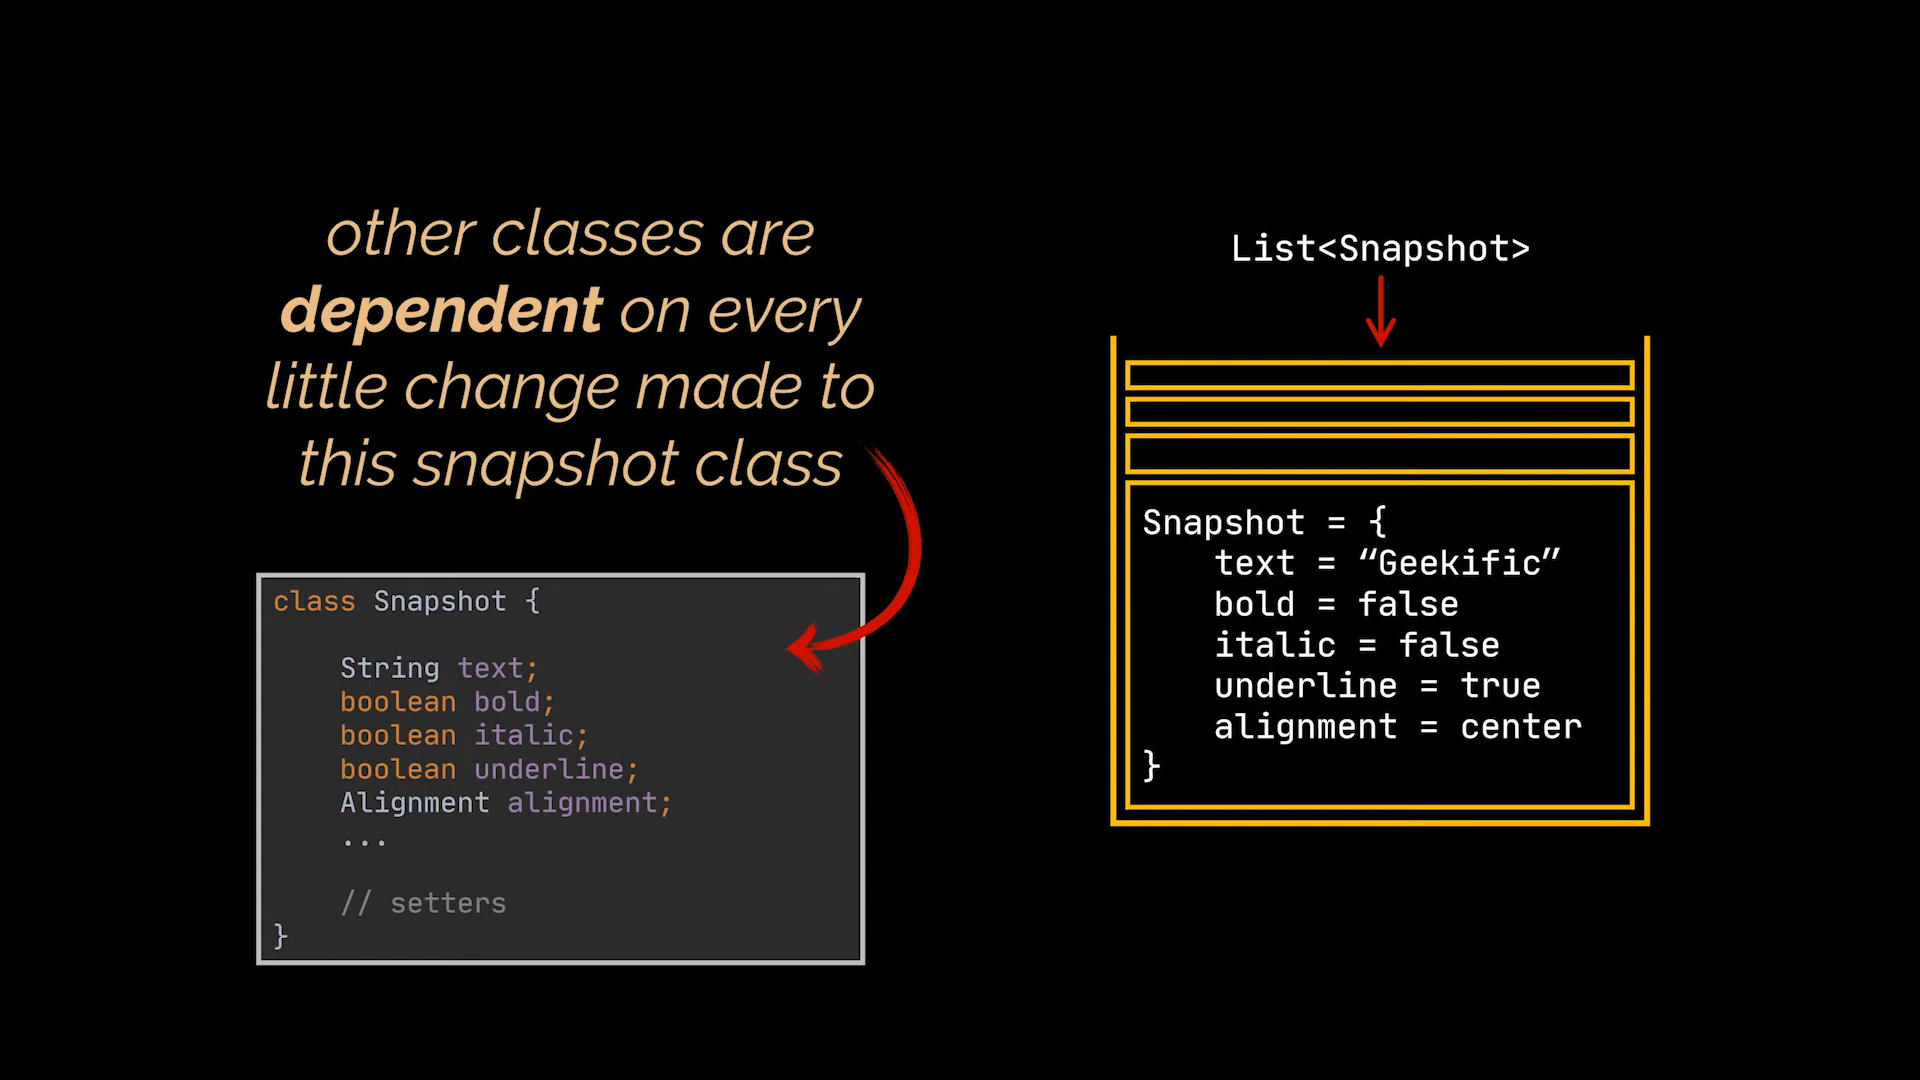 other classes are
dependent on every
little change made to
this snapshot class
class Snapshot {
String text;
boolean bold;
boolean italic;
boolean underline;
Alignment alignment;
...
// setters
}
List<Snapshot>
Snapshot = {
text = “Geekific”
bold = false
italic = false
underline = true
alignment = center
}